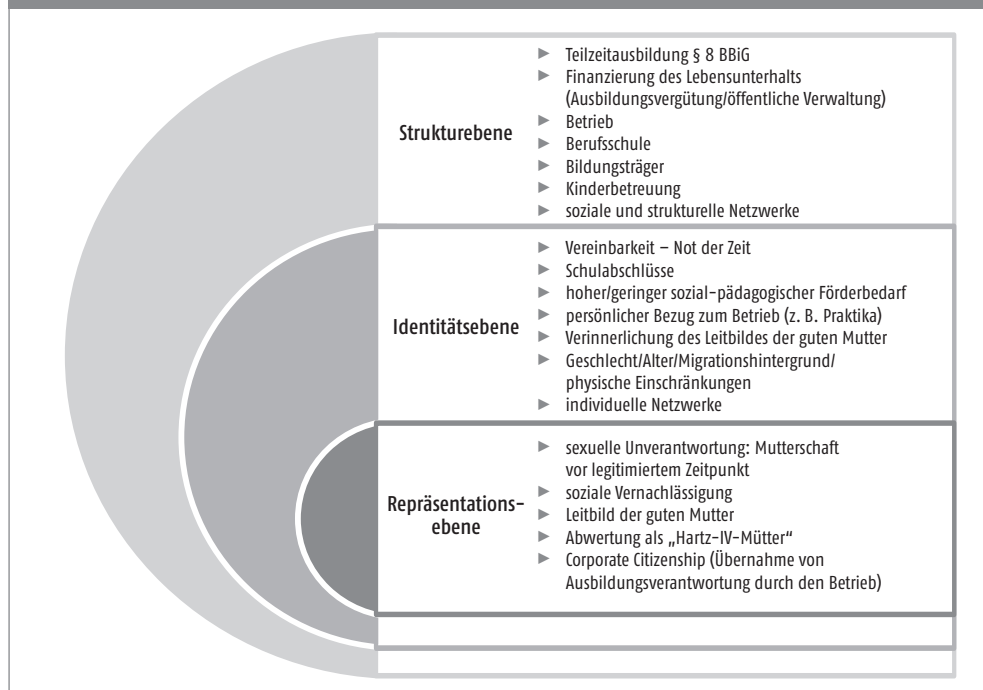 Strukturebene
► Teilzeitausbildung § 8 BBiG
► Finanzierung des Lebensunterhalts
(Ausbildungsvergütung/öffentliche Verwaltung)
► Betrieb
► Berufsschule
► Bildungsträger
► Kinderbetreuung
► soziale und strukturelle Netzwerke
Identitätsebene
► Vereinbarkeit – Not der Zeit
► Schulabschlüsse
► hoher/geringer sozial-pädagogischer Förderbedarf
► persönlicher Bezug zum Betrieb (z. B. Praktika)
► Verinnerlichung des Leitbildes der guten Mutter
► Geschlecht/Alter/Migrationshintergrund/
physische Einschränkungen
► individuelle Netzwerke
Repräsentations-
ebene
► sexuelle Unverantwortung: Mutterschaft
vor legitimiertem Zeitpunkt
► soziale Vernachlässigung
► Leitbild der guten Mutter
► Abwertung als „Hartz-IV-Mütter“
► Corporate Citizenship (Übernahme von
Ausbildungsverantwortung durch den Betrieb)